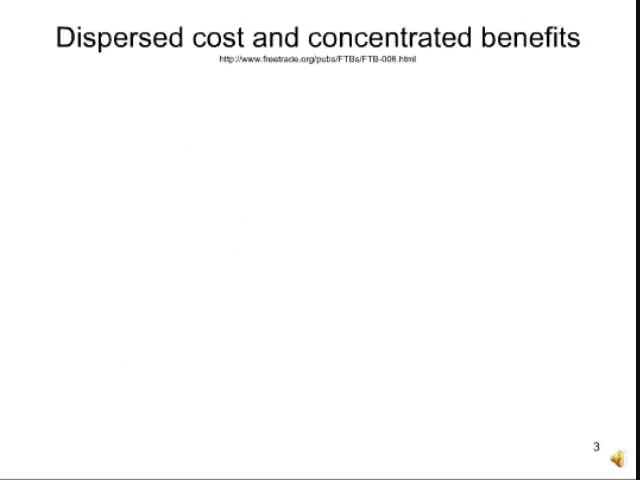 Dispersed cost and concentrated benefits
http://www.freetrade.org/pubs/FTBs/FTB-008.html
3